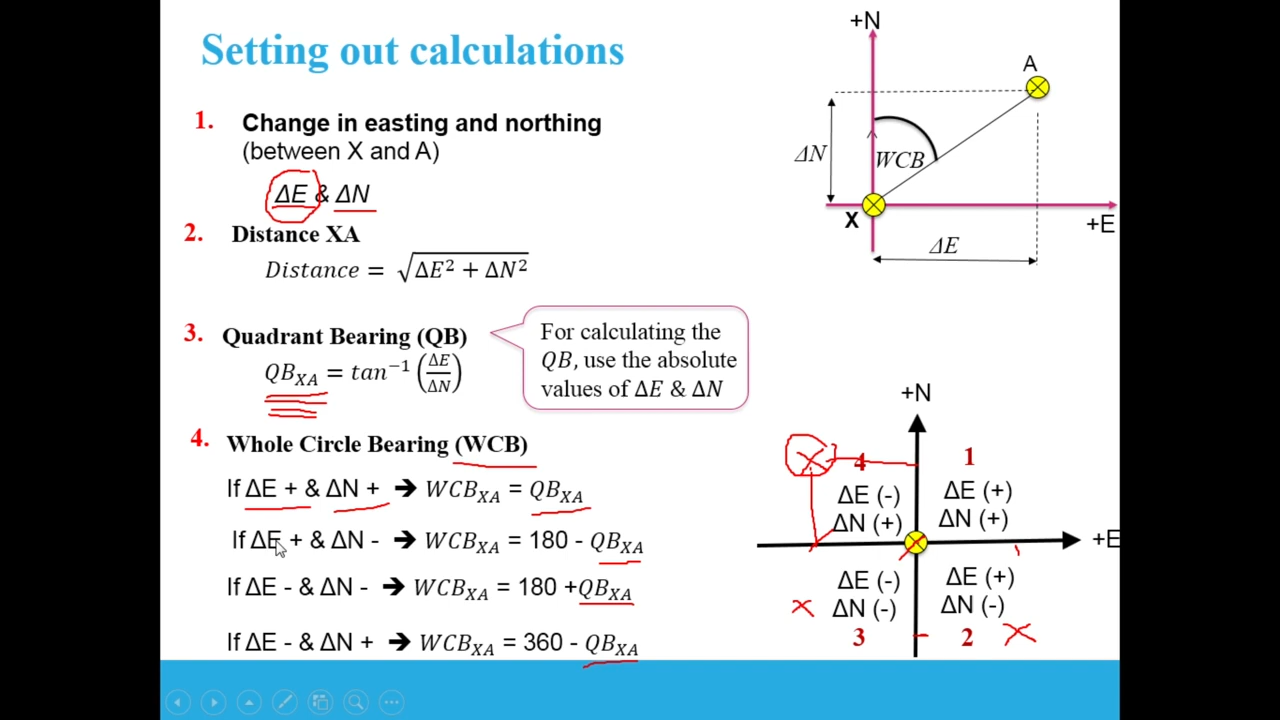 Setting out calculations
1. Change in easting and northing
(between X and A)
ΔE & ΔN
2. Distance XA
Distance = √ΔE² + ΔN²
3. Quadrant Bearing (QB)
QB_XA = tan⁻¹ (ΔE/ΔN)
For calculating the
QB, use the absolute
values of ΔE & ΔN
4. Whole Circle Bearing (WCB)
If ΔE + & ΔN + ➔ WCB_XA = QB_XA
If ΔE + & ΔN - ➔ WCB_XA = 180 - QB_XA
If ΔE - & ΔN - ➔ WCB_XA = 180 +QB_XA
If ΔE - & ΔN + ➔ WCB_XA = 360 - QB_XA
+N
A
ΔN
WCB
X
+E
ΔE
+N
4 1
ΔE (-) ΔE (+)
ΔN (+) ΔN (+)
+E
ΔE (-) ΔE (+)
ΔN (-) ΔN (-)
3 2